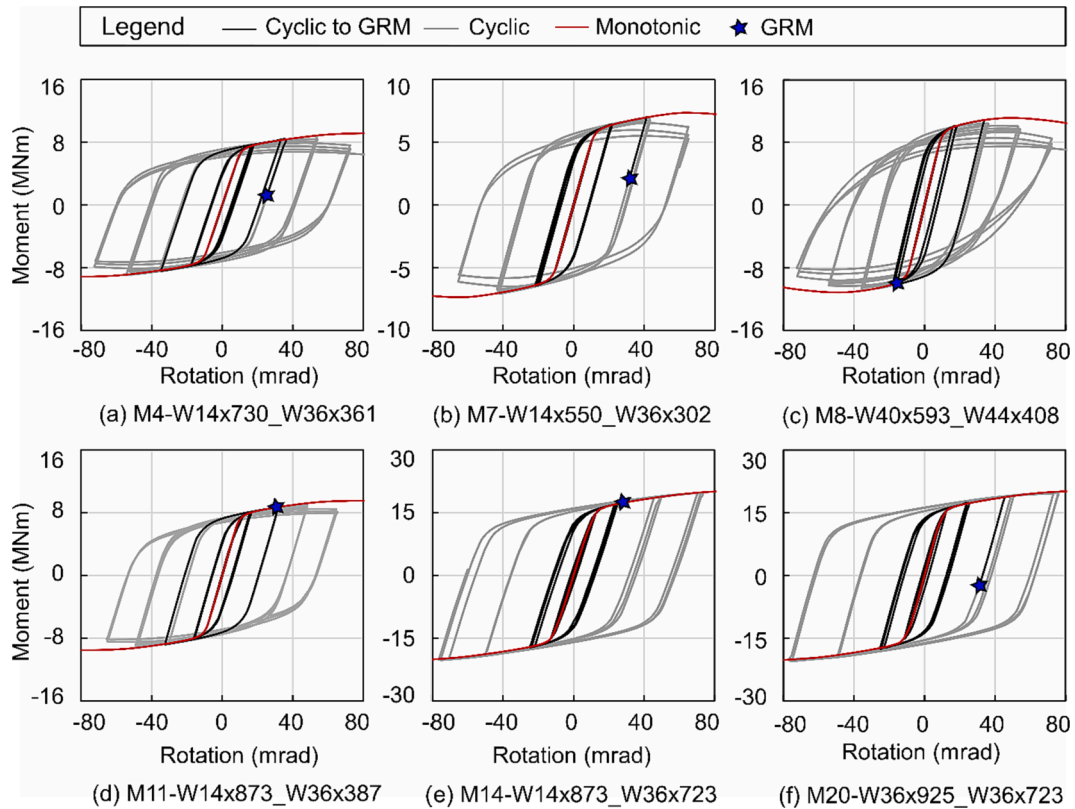 Legend Cyclic to GRM Cyclic Monotonic GRM
Moment (MNm)
16
8
0
-8
-16
-80 -40 0 40 80
Rotation (mrad)
(a) M4-W14x730_W36x361
10
5
0
-5
-10
-80 -40 0 40 80
Rotation (mrad)
(b) M7-W14x550_W36x302
16
8
0
-8
-16
-80 -40 0 40 80
Rotation (mrad)
(c) M8-W40x593_W44x408
Moment (MNm)
16
8
0
-8
-16
-80 -40 0 40 80
Rotation (mrad)
(d) M11-W14x873_W36x387
30
15
0
-15
-30
-80 -40 0 40 80
Rotation (mrad)
(e) M14-W14x873_W36x723
30
15
0
-15
-30
-80 -40 0 40 80
Rotation (mrad)
(f) M20-W36x925_W36x723